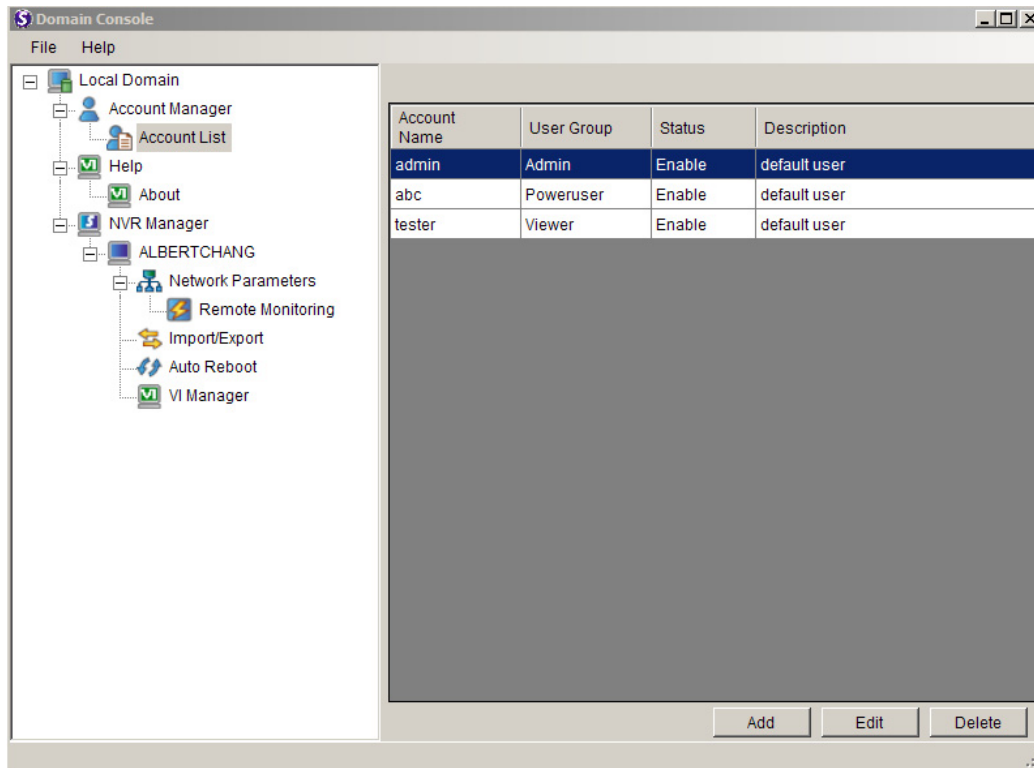 Domain Console
File Help
Local Domain
Account Manager
Account List
Help
About
NVR Manager
ALBERTCHANG
Network Parameters
Remote Monitoring
Import/Export
Auto Reboot
VI Manager
Account Name User Group Status Description
admin Admin Enable default user
abc Poweruser Enable default user
tester Viewer Enable default user
Add Edit Delete